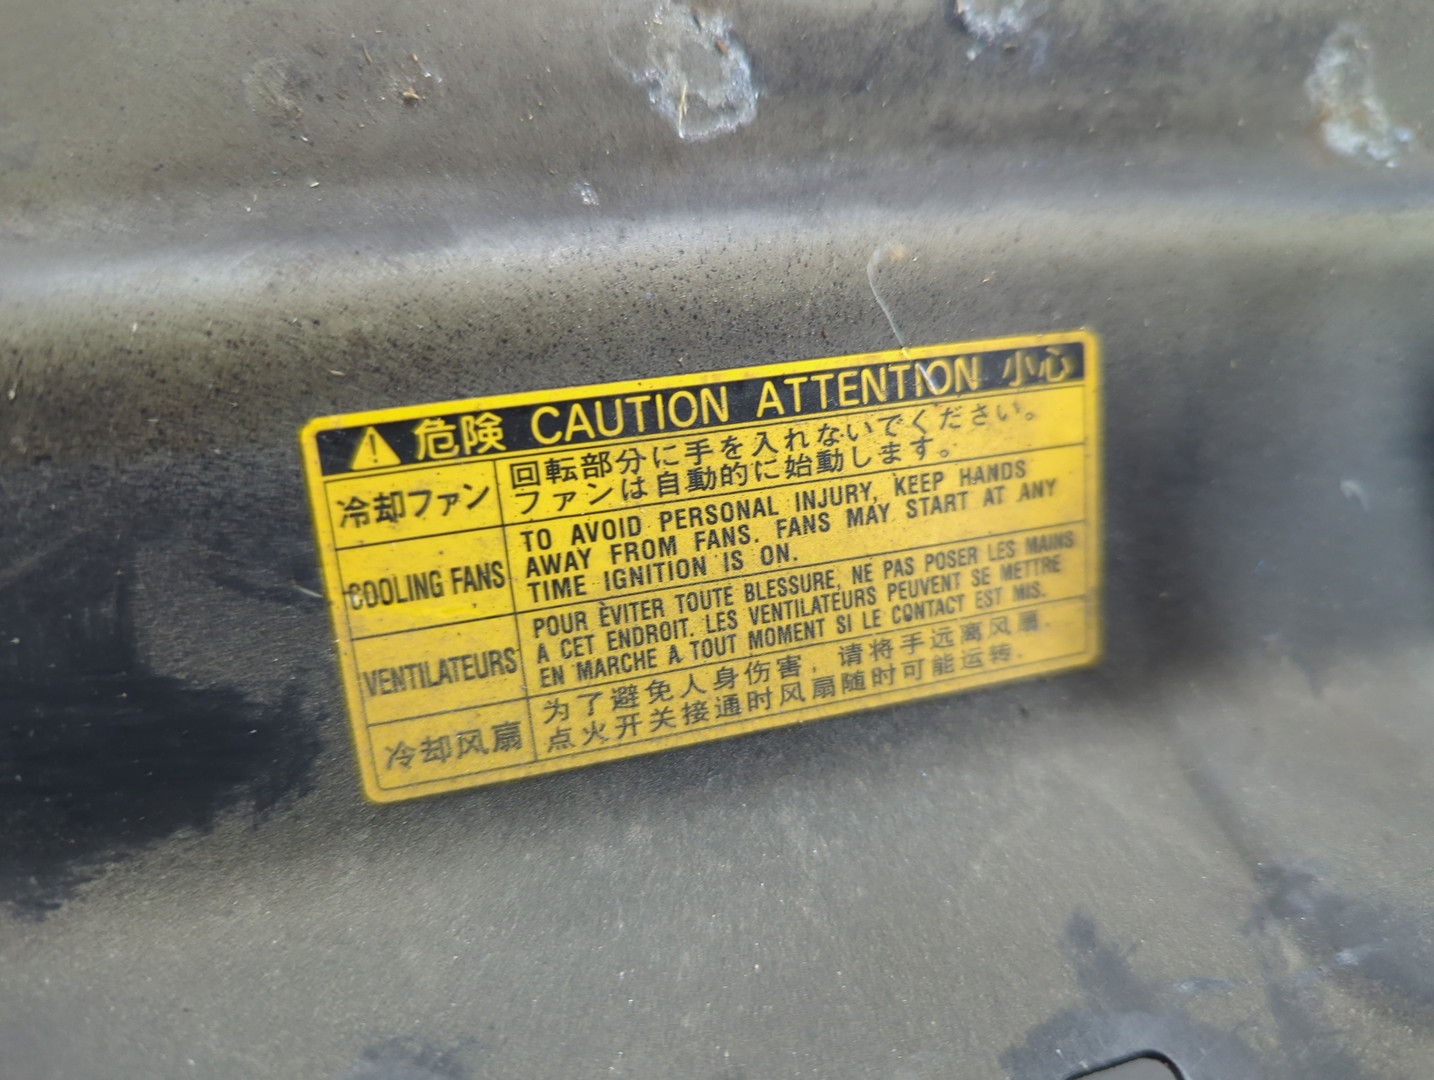 危険 CAUTION ATTENTION 小心
冷却ファン
回転部分に手を入れないでください。
ファンは自動的に始動します。
COOLING FANS
TO AVOID PERSONAL INJURY, KEEP HANDS
AWAY FROM FANS. FANS MAY START AT ANY
TIME IGNITION IS ON.
VENTILATEURS
POUR ÈVITER TOUTE BLESSURE, NE PAS POSER LES MAINS
A CET ENDROIT. LES VENTILATEURS PEUVENT SE METTRE
EN MARCHE A TOUT MOMENT SI LE CONTACT EST MIS.
冷却风扇
为了避免人身伤害，请将手远离风扇.
点火开关接通时风扇随时可能运转.